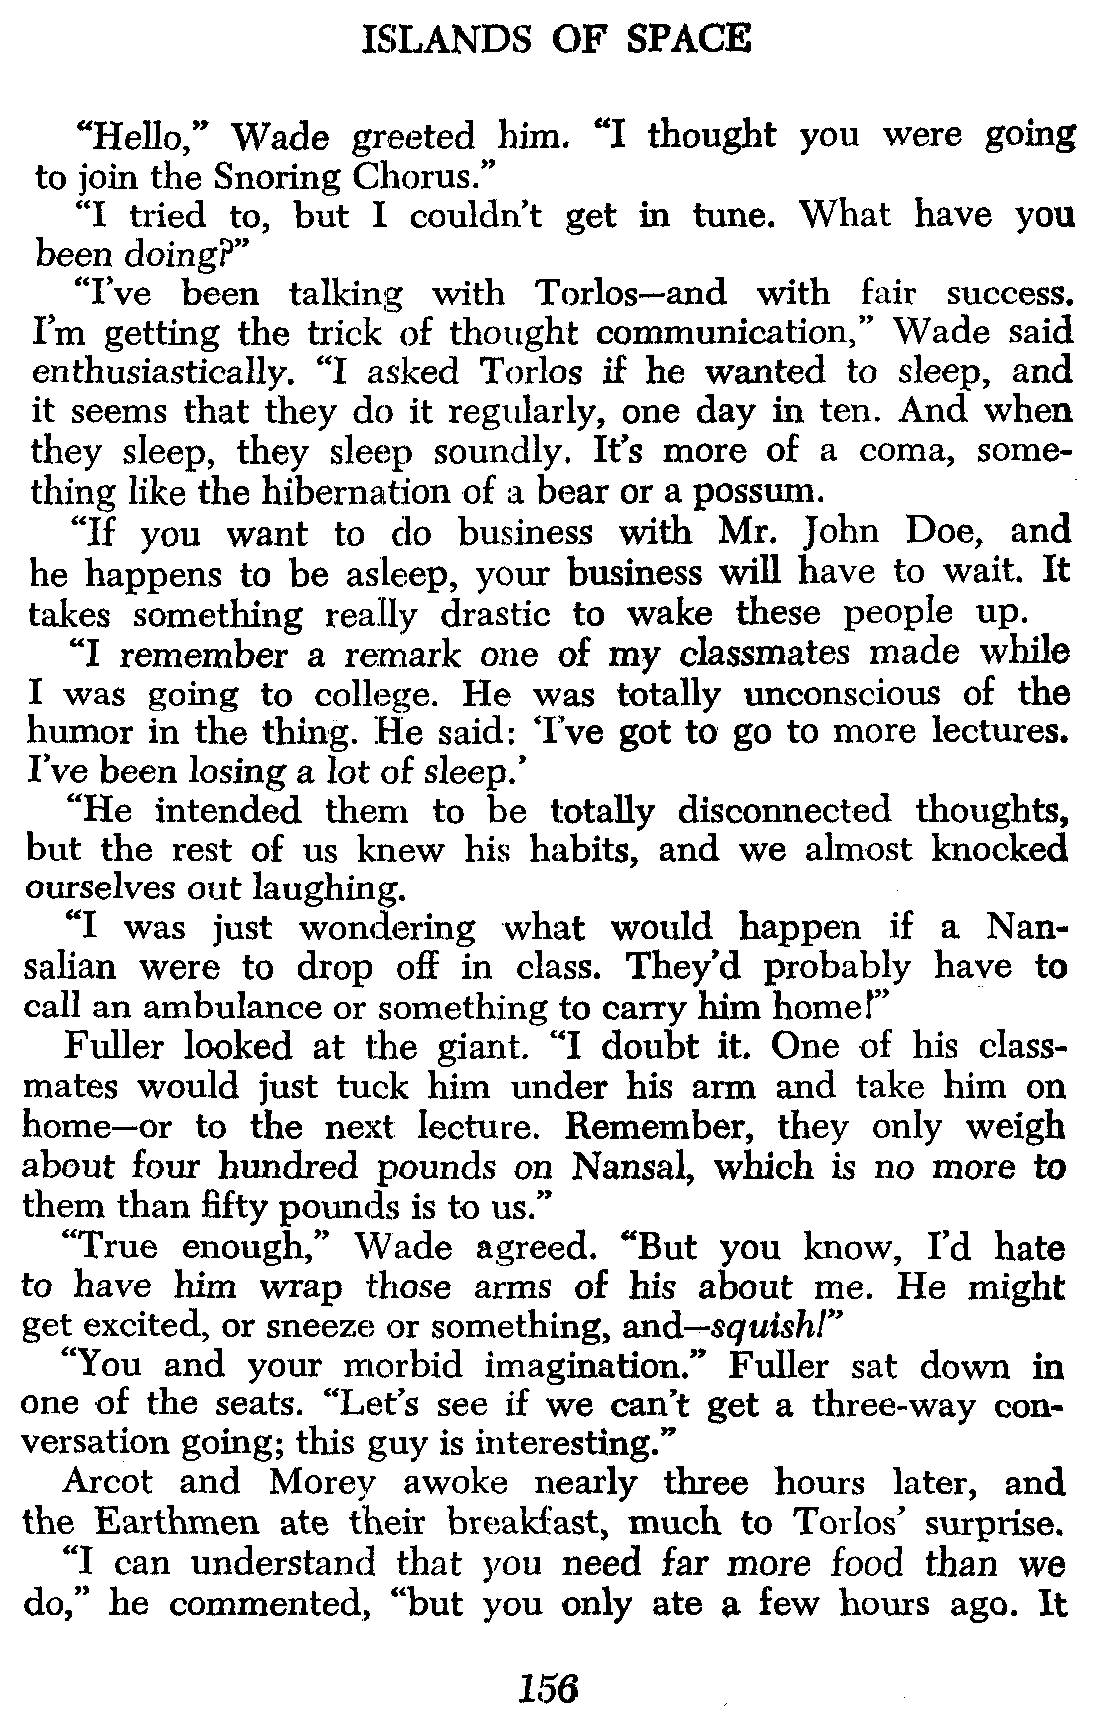 ISLANDS OF SPACE
“Hello,” Wade greeted him. “I thought you were going
to join the Snoring Chorus.”
“I tried to, but I couldn’t get in tune. What have you
been doing?”
“I’ve been talking with Torlos—and with fair success.
I’m getting the trick of thought communication,” Wade said
enthusiastically. “I asked Torlos if he wanted to sleep, and
it seems that they do it regularly, one day in ten. And when
they sleep, they sleep soundly. It’s more of a coma, some-
thing like the hibernation of a bear or a possum.
“If you want to do business with Mr. John Doe, and
he happens to be asleep, your business will have to wait. It
takes something really drastic to wake these people up.
“I remember a remark one of my classmates made while
I was going to college. He was totally unconscious of the
humor in the thing. He said: ‘I’ve got to go to more lectures.
I’ve been losing a lot of sleep.’
“He intended them to be totally disconnected thoughts,
but the rest of us knew his habits, and we almost knocked
ourselves out laughing.
“I was just wondering what would happen if a Nan-
salian were to drop off in class. They’d probably have to
call an ambulance or something to carry him home!”
Fuller looked at the giant. “I doubt it. One of his class-
mates would just tuck him under his arm and take him on
home—or to the next lecture. Remember, they only weigh
about four hundred pounds on Nansal, which is no more to
them than fifty pounds is to us.”
“True enough,” Wade agreed. “But you know, I’d hate
to have him wrap those arms of his about me. He might
get excited, or sneeze or something, and—squish!”
“You and your morbid imagination.” Fuller sat down in
one of the seats. “Let’s see if we can’t get a three-way con-
versation going; this guy is interesting.”
Arcot and Morey awoke nearly three hours later, and
the Earthmen ate their breakfast, much to Torlos’ surprise.
“I can understand that you need far more food than we
do,” he commented, “but you only ate a few hours ago. It
156